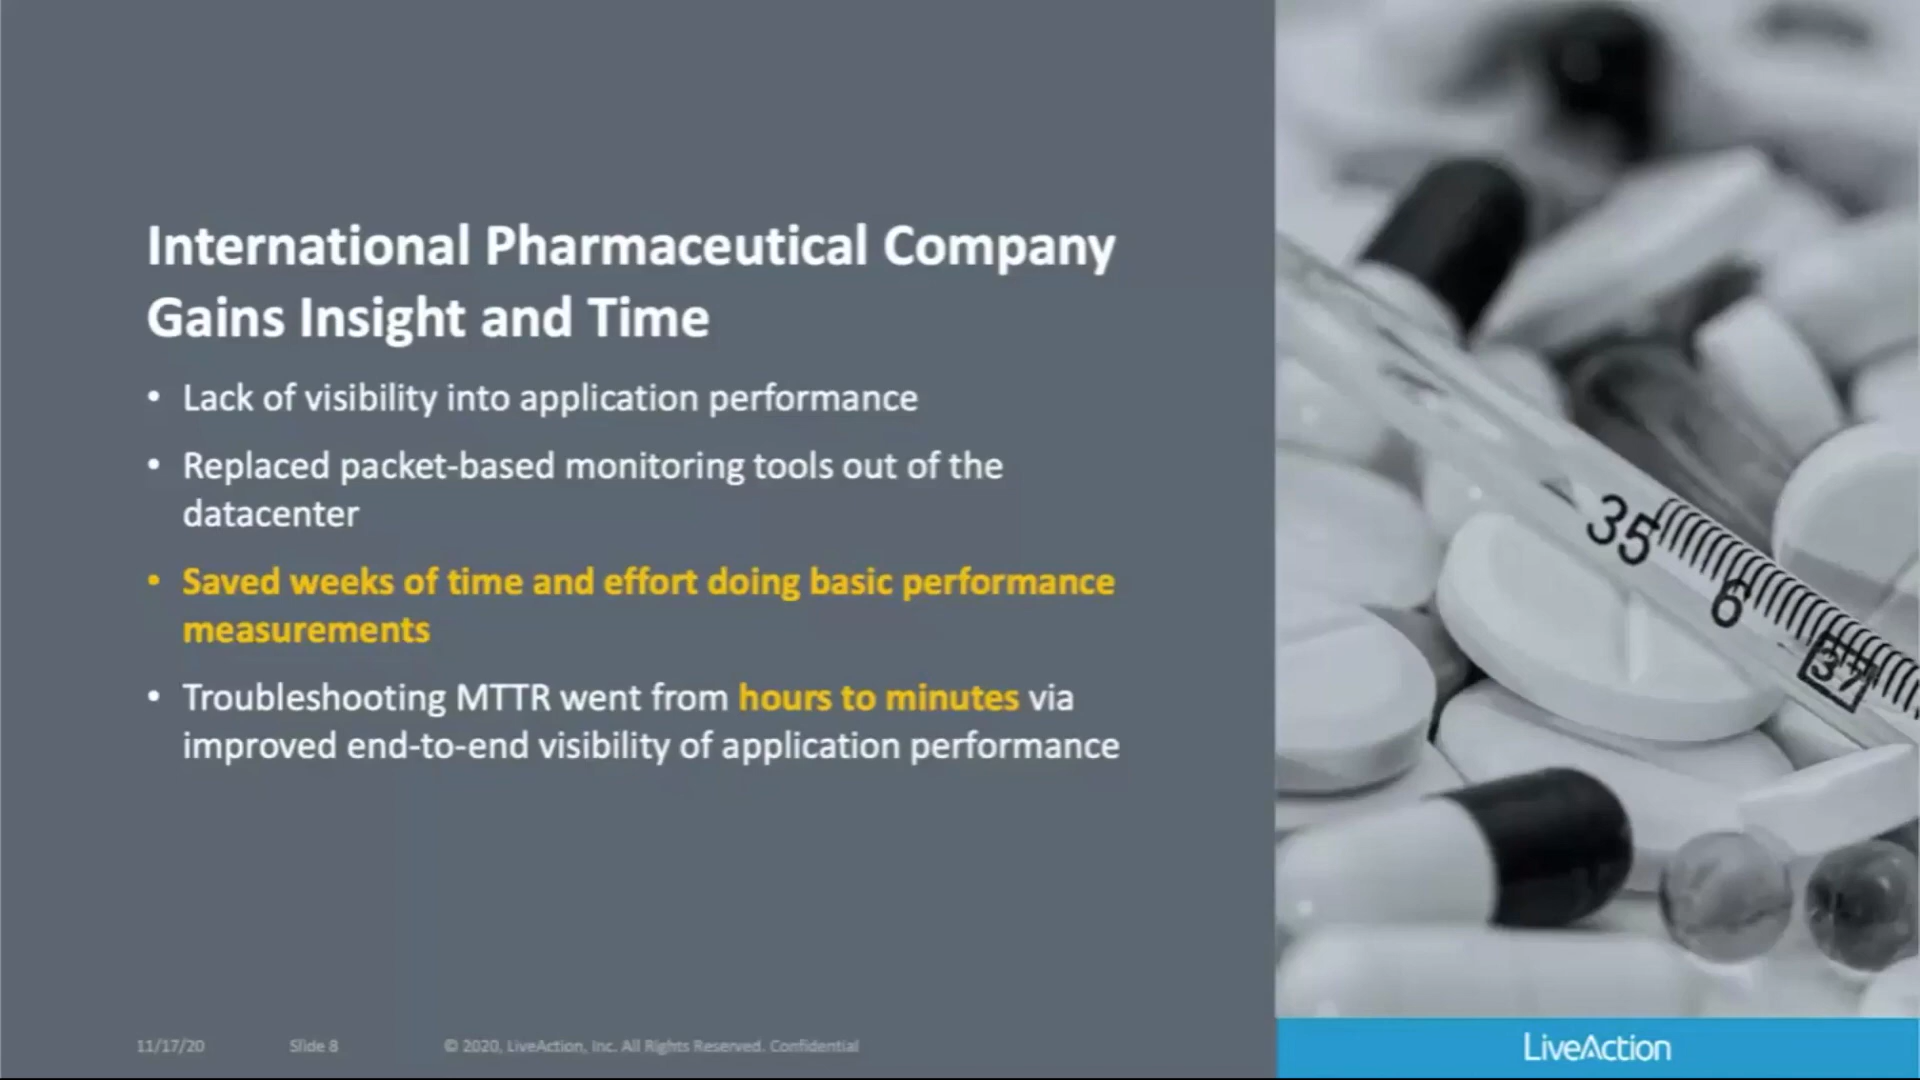 International Pharmaceutical Company
Gains Insight and Time
• Lack of visibility into application performance
• Replaced packet-based monitoring tools out of the
datacenter
• Saved weeks of time and effort doing basic performance
measurements
• Troubleshooting MTTR went from hours to minutes via
improved end-to-end visibility of application performance
35
6
37
11/17/20 Slide 8 © 2020, LiveAction, Inc. All Rights Reserved. Confidential
LiveAction